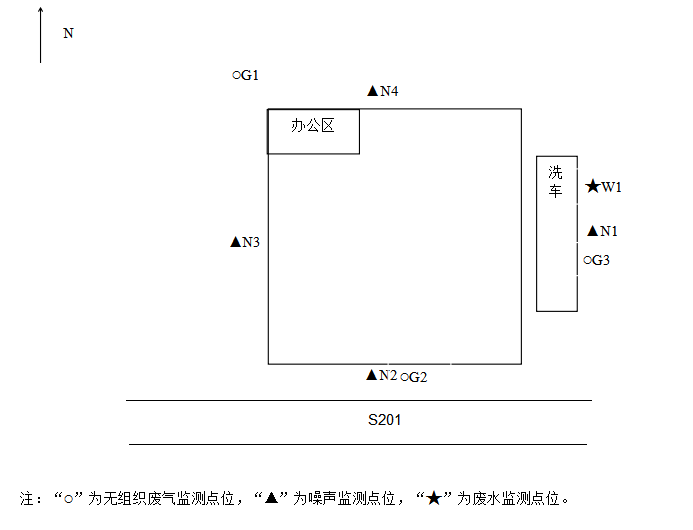 N
○G1
▲N4
办公区
洗
车
★W1
▲N3
▲N1
○G3
▲N2 ○G2
S201
注：“○”为无组织废气监测点位，“▲”为噪声监测点位，“★”为废水监测点位。